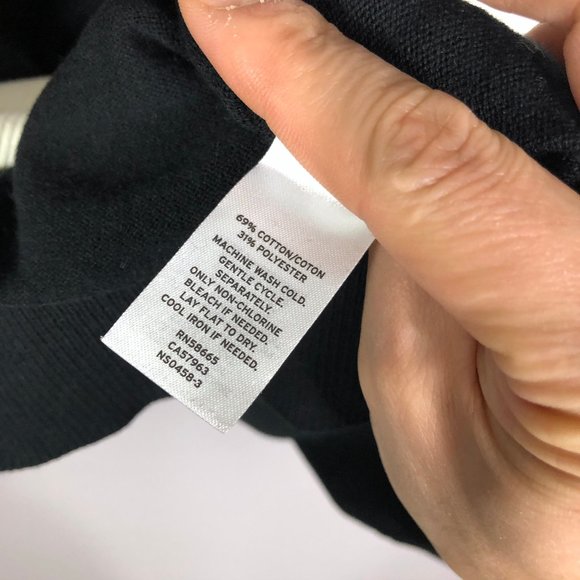 69% COTTON/COTON
31% POLYESTER
MACHINE WASH COLD.
GENTLE CYCLE.
SEPARATELY.
ONLY NON-CHLORINE
BLEACH IF NEEDED.
LAY FLAT TO DRY.
COOL IRON IF NEEDED.
RN58665
CA57963
N50458-3